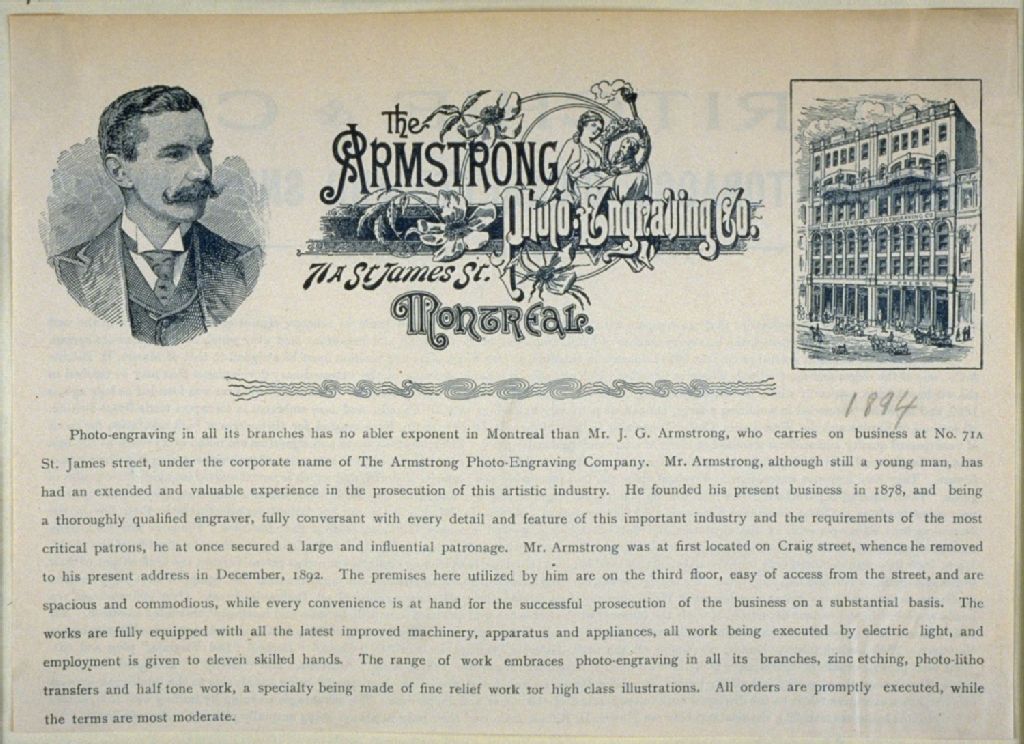 The
ARMSTRONG
Photo-Engraving Co.
71A St James St.
Montreal.
1894
Photo-engraving in all its branches has no abler exponent in Montreal than Mr. J. G. Armstrong, who carries on business at No. 71A
St. James street, under the corporate name of The Armstrong Photo-Engraving Company. Mr. Armstrong, although still a young man, has
had an extended and valuable experience in the prosecution of this artistic industry. He founded his present business in 1878, and being
a thoroughly qualified engraver, fully conversant with every detail and feature of this important industry and the requirements of the most
critical patrons, he at once secured a large and influential patronage. Mr. Armstrong was at first located on Craig street, whence he removed
to his present address in December, 1892. The premises here utilized by him are on the third floor, easy of access from the street, and are
spacious and commodious, while every convenience is at hand for the successful prosecution of the business on a substantial basis. The
works are fully equipped with all the latest improved machinery, apparatus and appliances, all work being executed by electric light, and
employment is given to eleven skilled hands. The range of work embraces photo-engraving in all its branches, zinc etching, photo-litho
transfers and half tone work, a specialty being made of fine relief work for high class illustrations. All orders are promptly executed, while
the terms are most moderate.